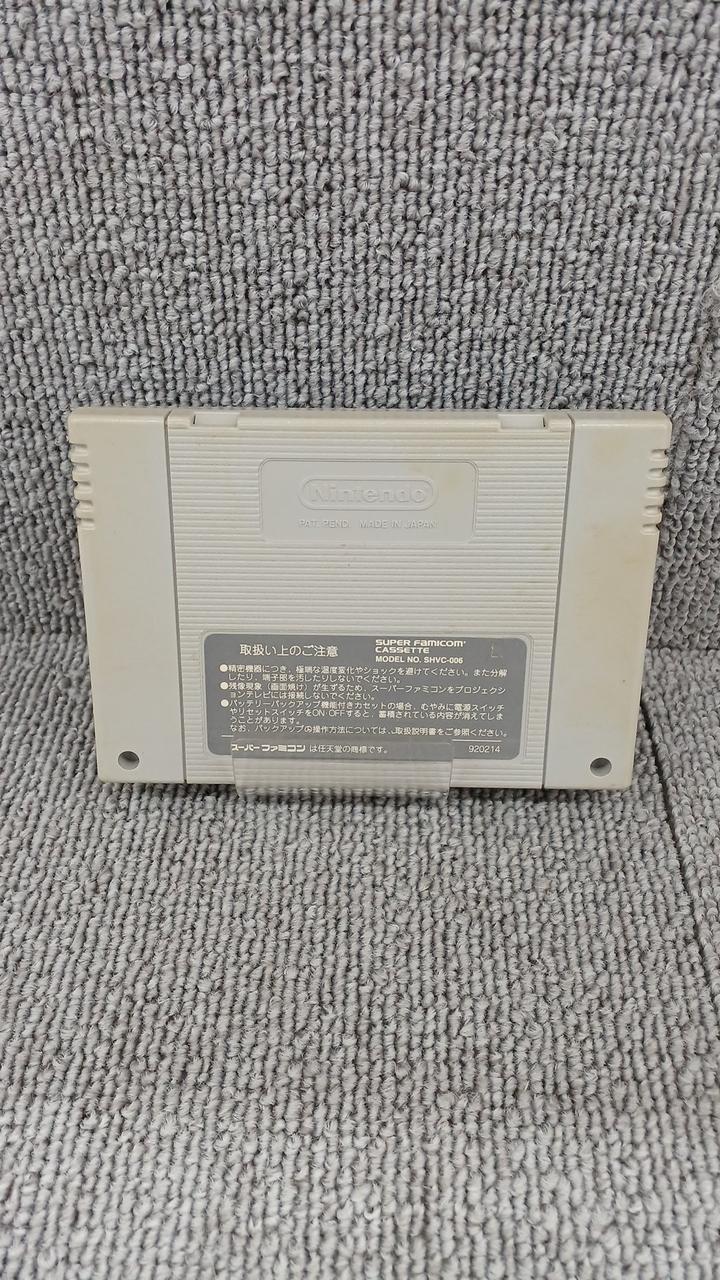 Nintendo
PAT. PEND. MADE IN JAPAN
取扱い上のご注意
SUPER FAMICOM
CASSETTE
MODEL NO. SHVC-006
●精密機器につき、極端な温度変化やショックを避けてください。また分解
したり、端子部を汚したりしないでください。
●残像現象(画面焼け)が生ずるため、スーパーファミコンをプロジェクシ
ョンテレビには接続しないでください。
●バッテリーバックアップ機能付きカセットの場合、むやみに電源スイッチ
やリセットスイッチをON・OFFすると、蓄積されている内容が消えてしま
うことがあります。
なお、バックアップの操作方法については、取扱説明書をご参照ください。
スーパーファミコン は任天堂の商標です。
920214